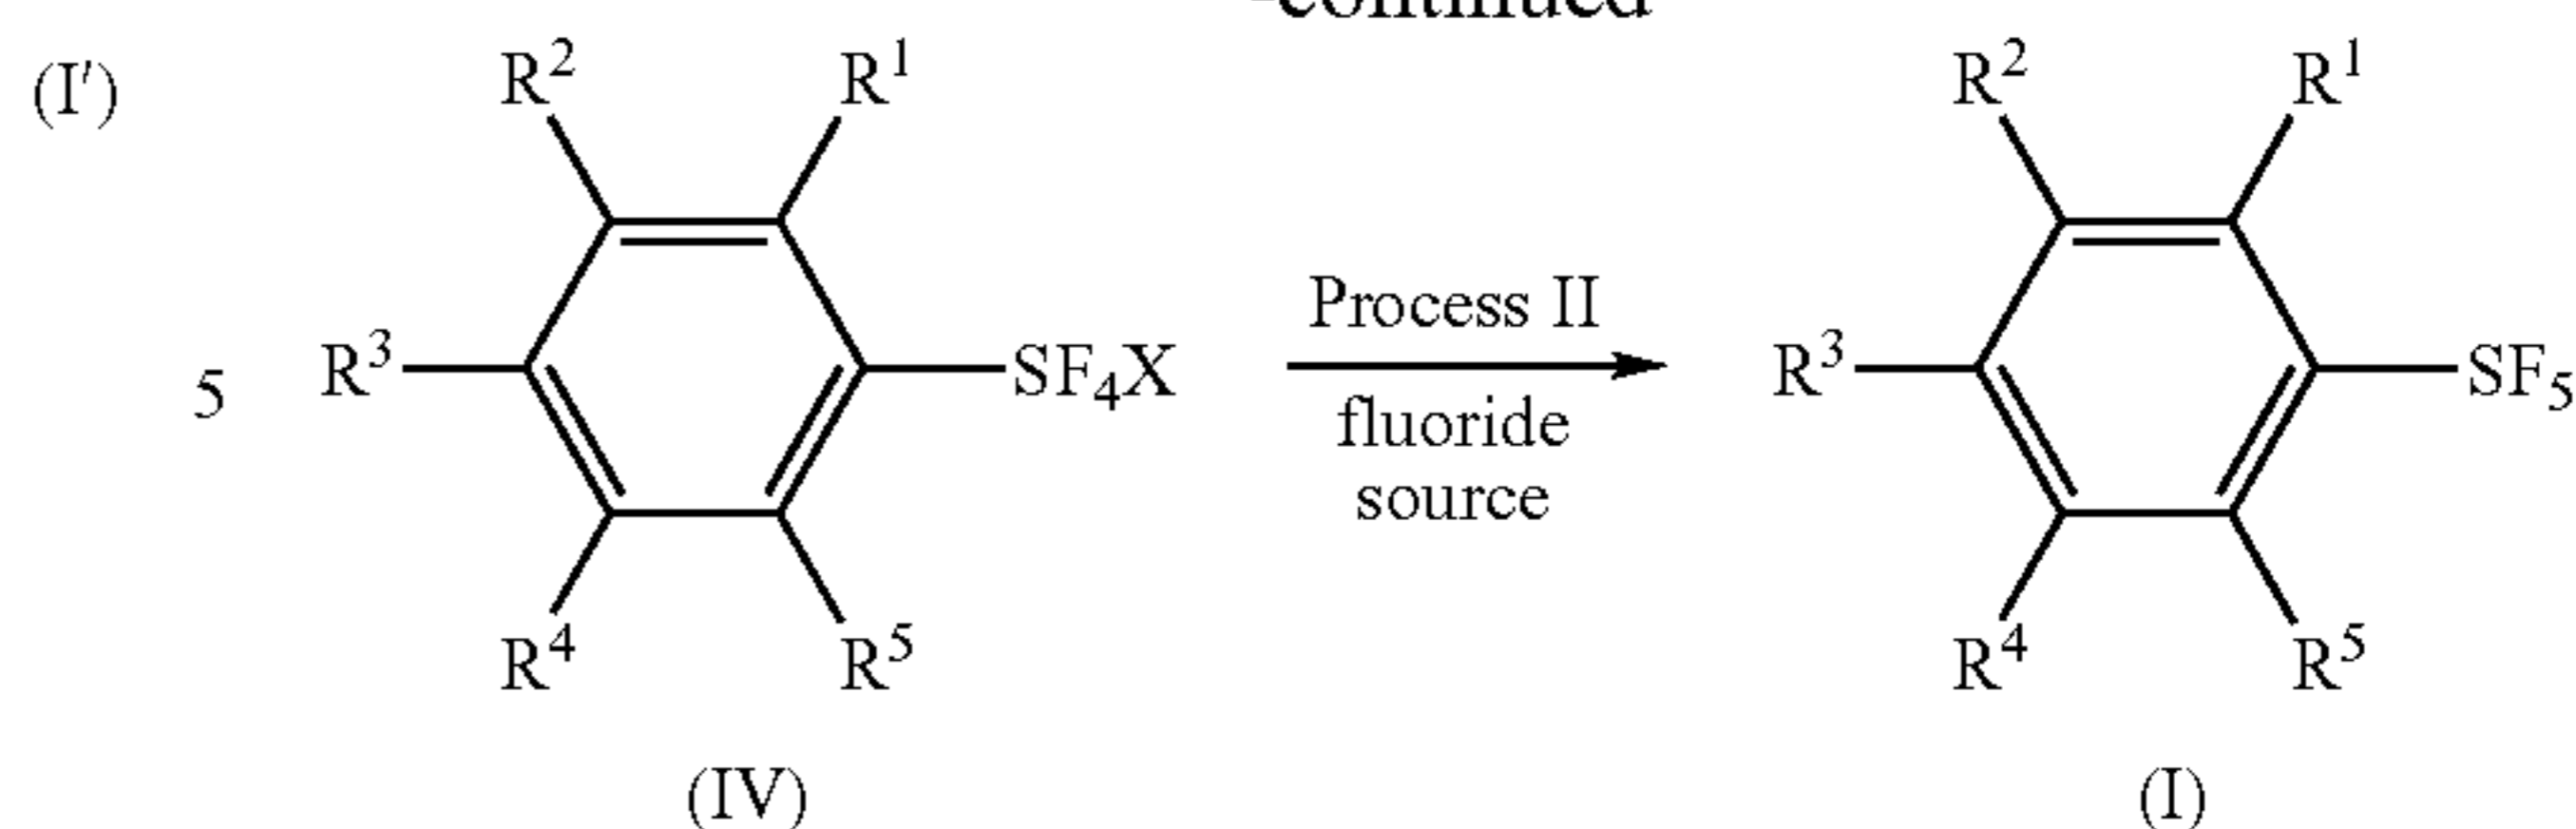 -continued
(I')
R² R¹ R² R¹
5 R³ SF₄X Process II R³ SF₅
fluoride
source
R⁴ R⁵ R⁴ R⁵
(IV) (I)